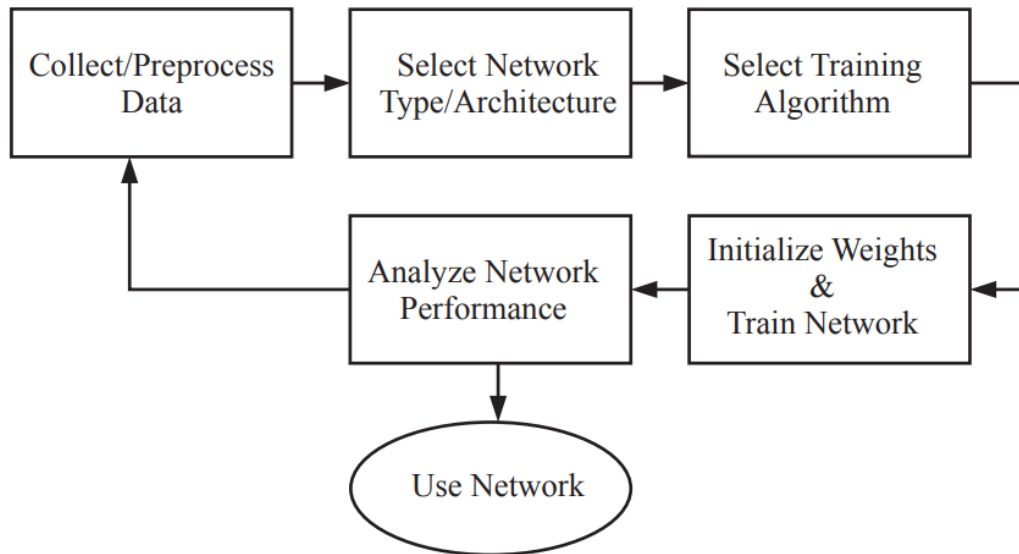 Collect/Preprocess
Data
Select Network
Type/Architecture
Select Training
Algorithm
Initialize Weights
&
Train Network
Analyze Network
Performance
Use Network